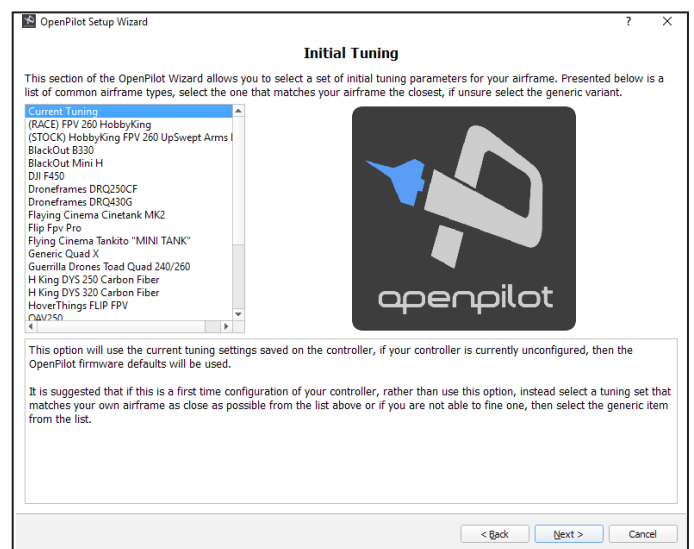 OpenPilot Setup Wizard
?
Initial Tuning
This section of the OpenPilot Wizard allows you to select a set of initial tuning parameters for your airframe. Presented below is a
list of common airframe types, select the one that matches your airframe the closest, if unsure select the generic variant.
Current Tuning
(RACE) FPV 260 HobbyKing
(STOCK) HobbyKing FPV 260 UpSwept Arms
BlackOut B330
BlackOut Mini H
DJI F450
Droneframes DRQ250CF
Droneframes DRQ430G
Flaying Cinema Cinetank MK2
Flip Fpv Pro
Flying Cinema Tankito "MINI TANK"
Generic Quad X
Guerrilla Drones Toad Quad 240/260
H King DYS 250 Carbon Fiber
H King DYS 320 Carbon Fiber
HoverThings FLIP FPV
QAV250
openpilot
This option will use the current tuning settings saved on the controller, if your controller is currently unconfigured, then the
OpenPilot firmware defaults will be used.
It is suggested that if this is a first time configuration of your controller, rather than use this option, instead select a tuning set that
matches your own airframe as close as possible from the list above or if you are not able to fine one, then select the generic item
from the list.
< Back
Next >
Cancel